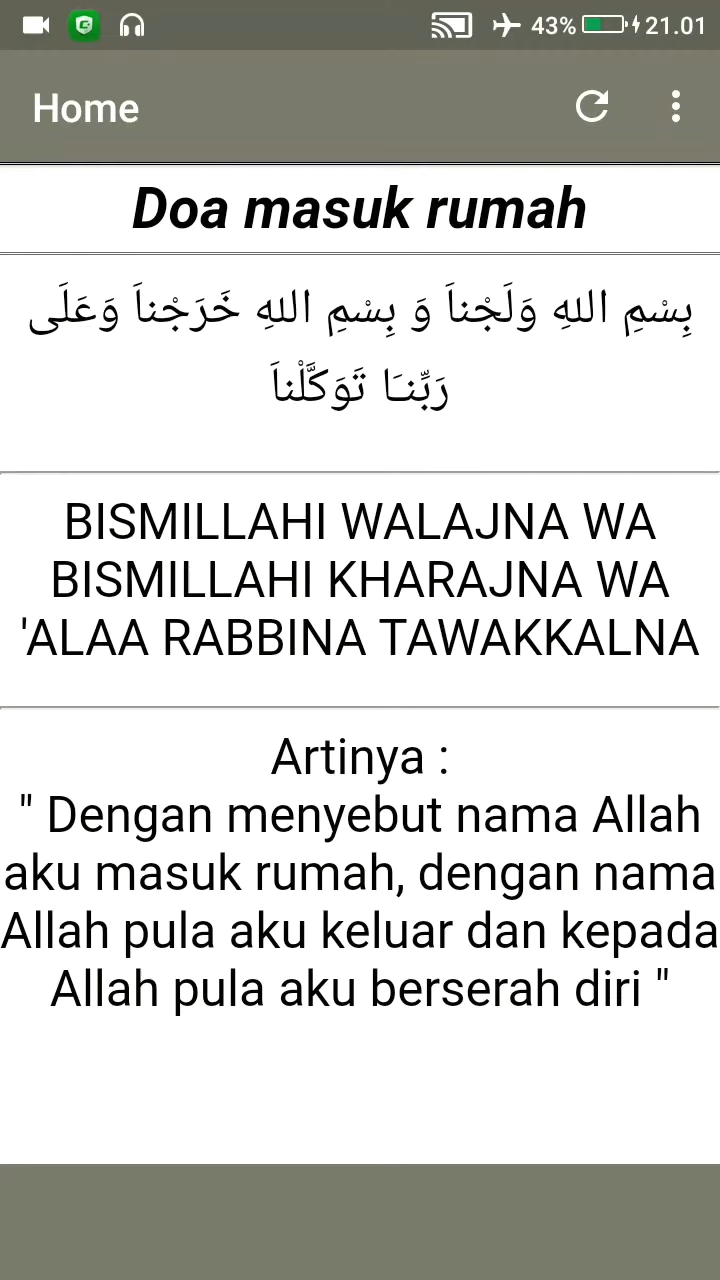 43% 21.01
Home
Doa masuk rumah
بِسْمِ اللهِ وَلَجْناَ وَ بِسْمِ اللهِ خَرَجْناَ وَعَلَى
رَبِّنـَا تَوَكَّلْناَ
BISMILLAHI WALAJNA WA
BISMILLAHI KHARAJNA WA
'ALAA RABBINA TAWAKKALNA
Artinya :
" Dengan menyebut nama Allah
aku masuk rumah, dengan nama
Allah pula aku keluar dan kepada
Allah pula aku berserah diri "